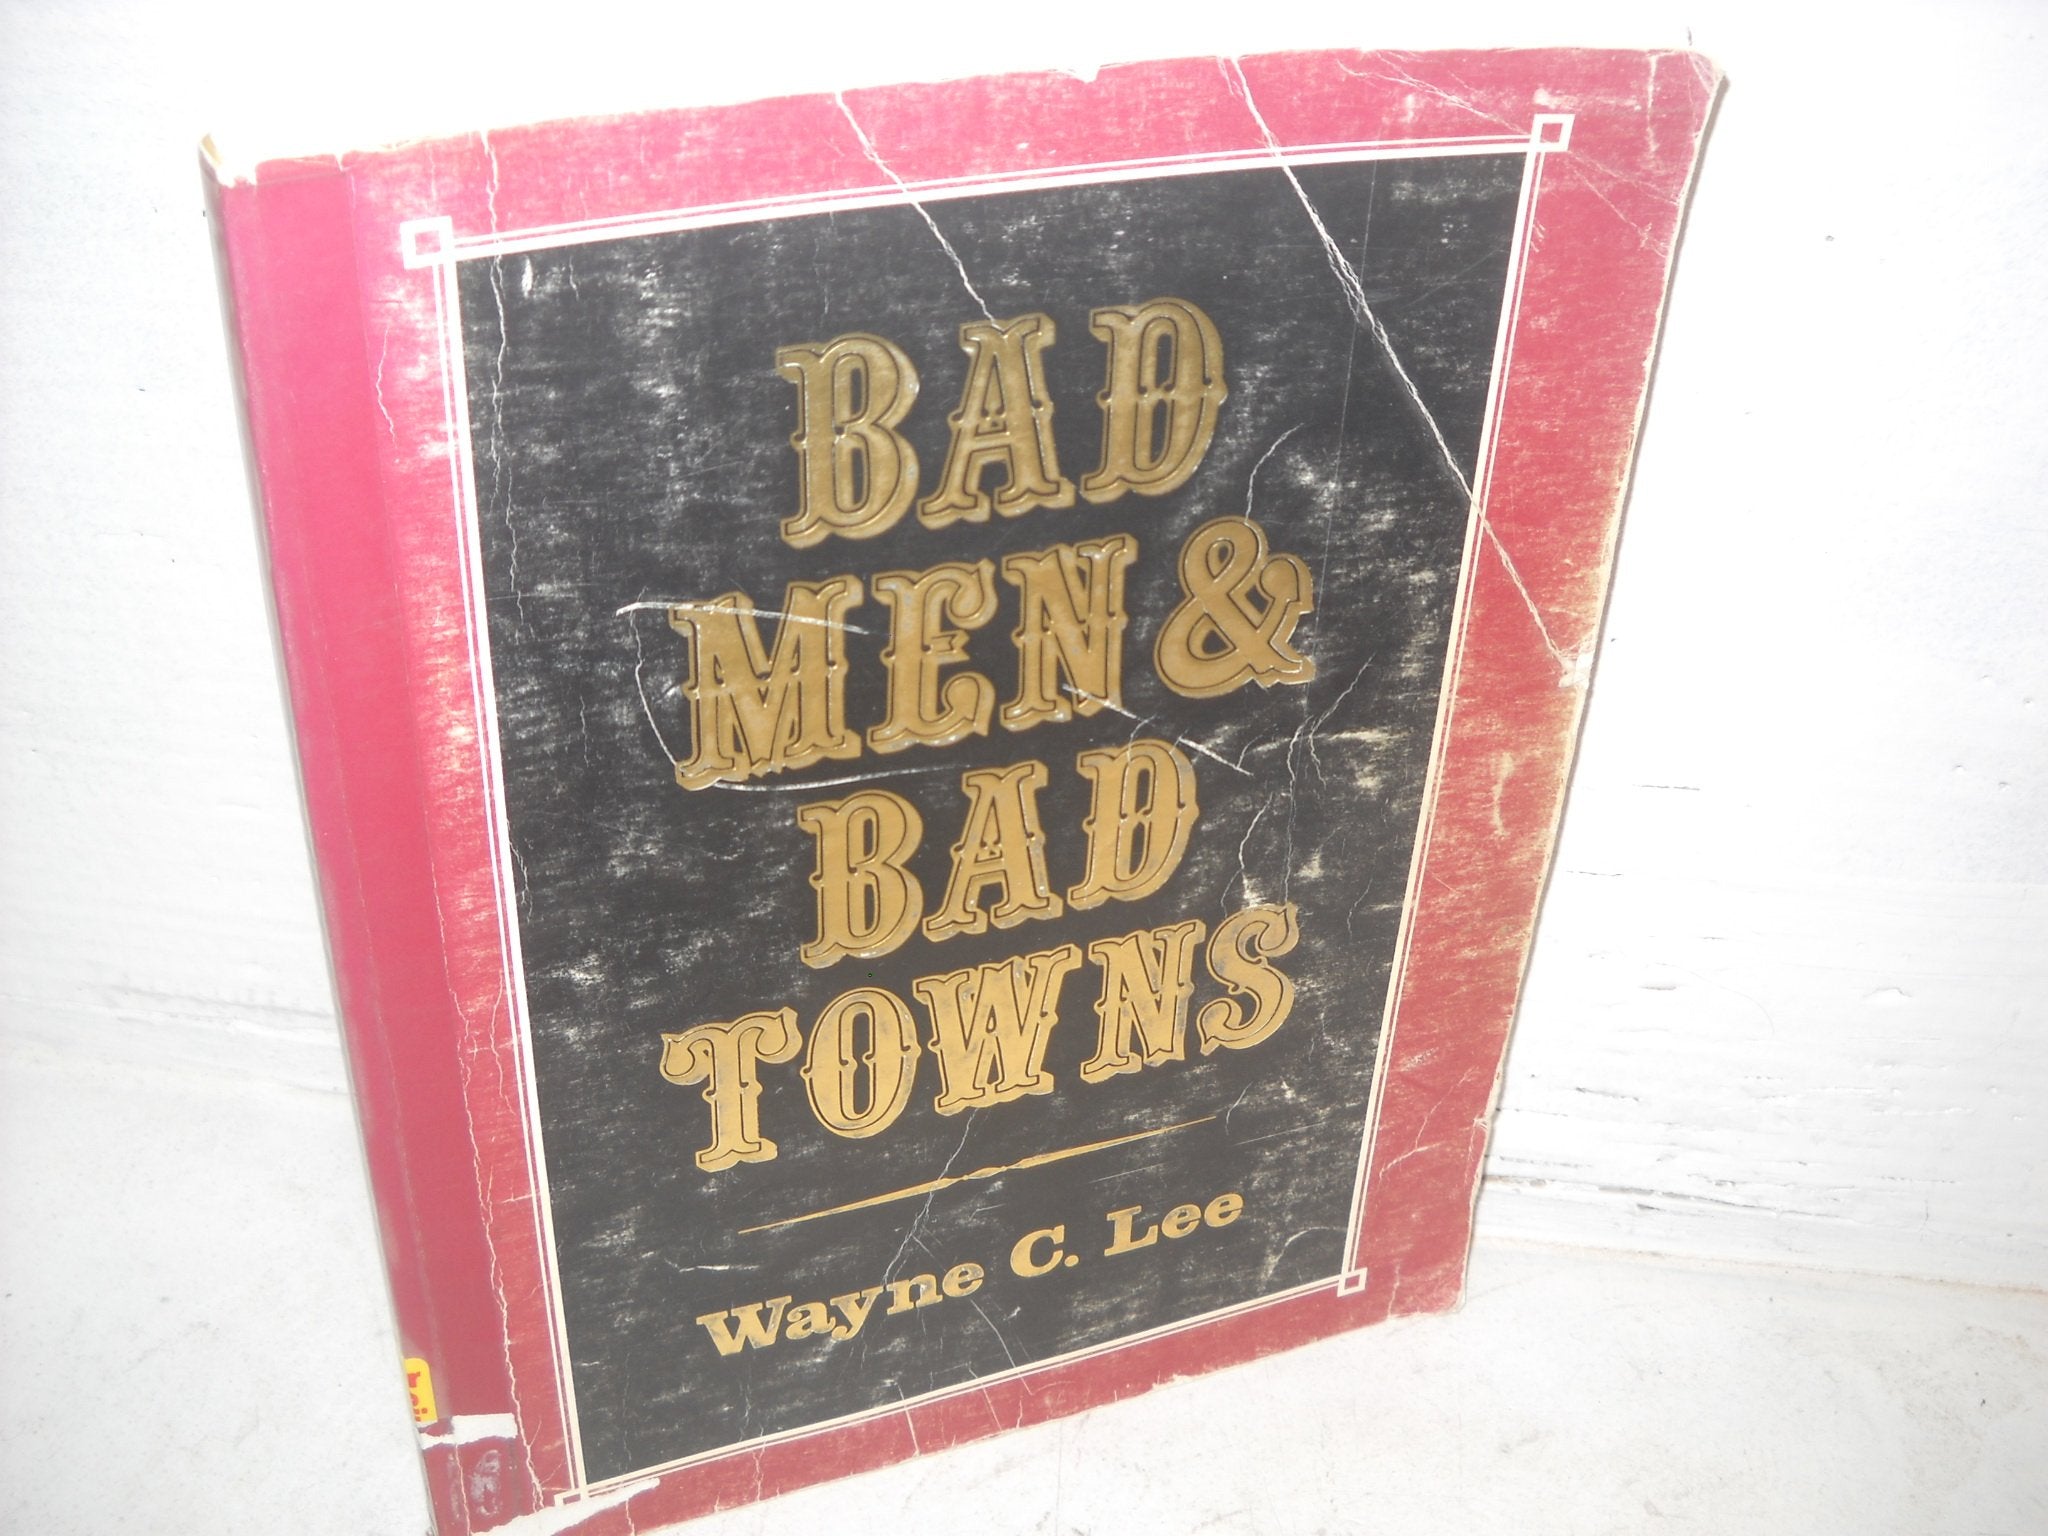 BAD
MEN &
BAD
TOWNS
Wayne C. Lee